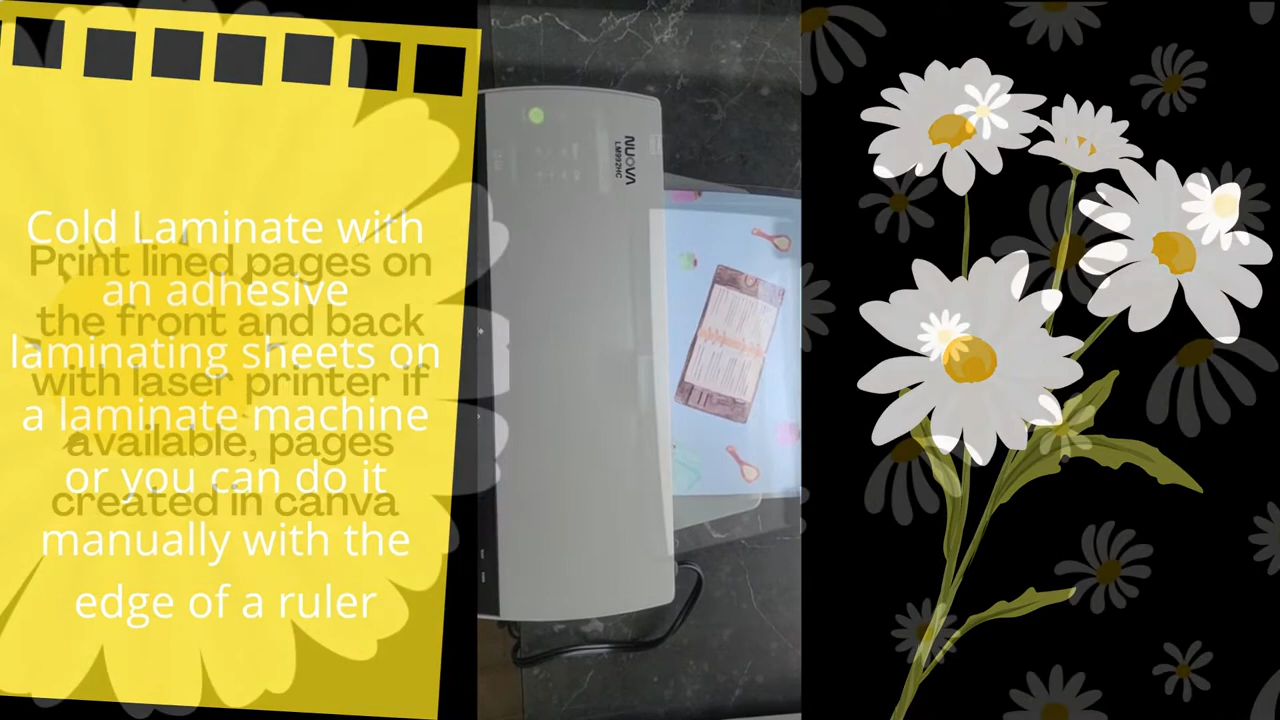 Cold Laminate with
an adhesive
laminating sheets on
a laminate machine
or you can do it
manually with the
edge of a ruler
Print lined pages on
the front and back
with laser printer if
available, pages
created in canva
NUOVA
LM992HC